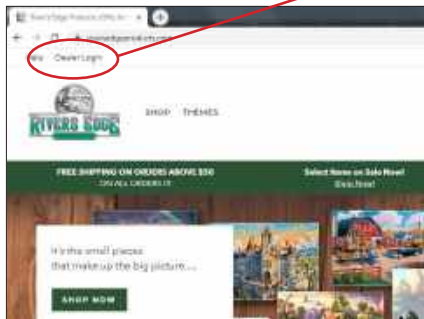 Dealer Login
RIVERS EDGE
SHOP THEMES
FREE SHIPPING ON ORDERS ABOVE $50
ON ALL ORDERS
Select Items on Sale Now!
Shop Now!
It's the small pieces
that make up the big picture....
SHOP NOW